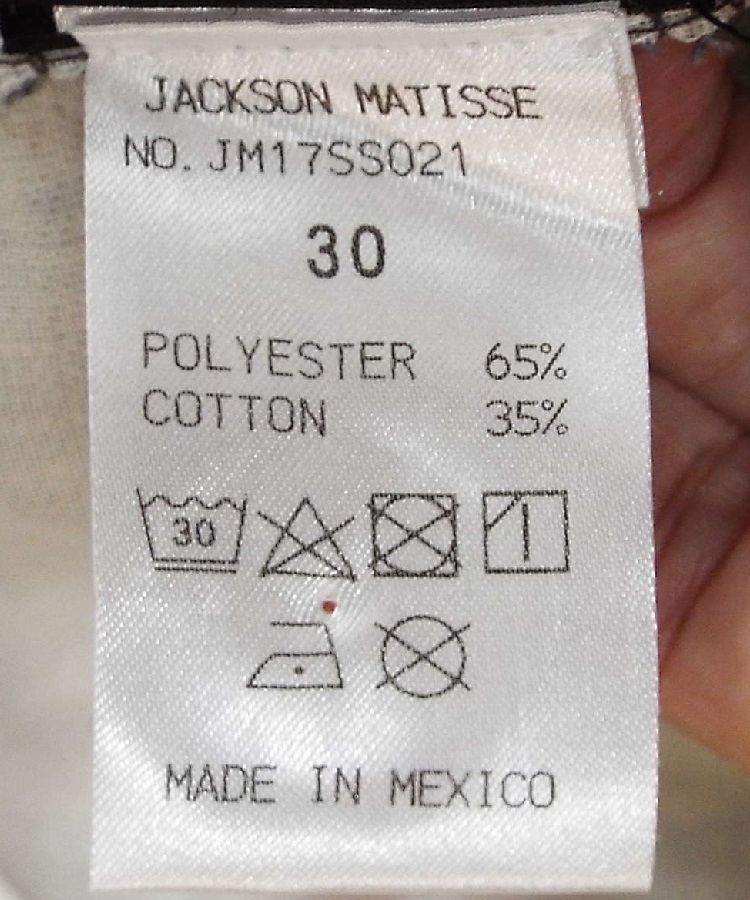 JACKSON MATISSE
NO. JM17SS021
30
POLYESTER 65%
COTTON 35%
30
MADE IN MEXICO